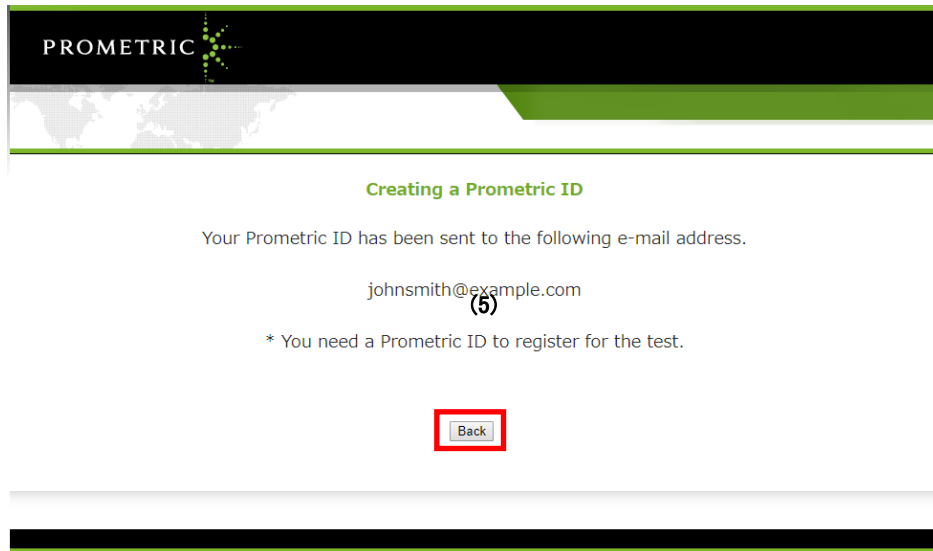 PROMETRIC
Creating a Prometric ID
Your Prometric ID has been sent to the following e-mail address.
johnsmith@example.com
(5)
* You need a Prometric ID to register for the test.
Back